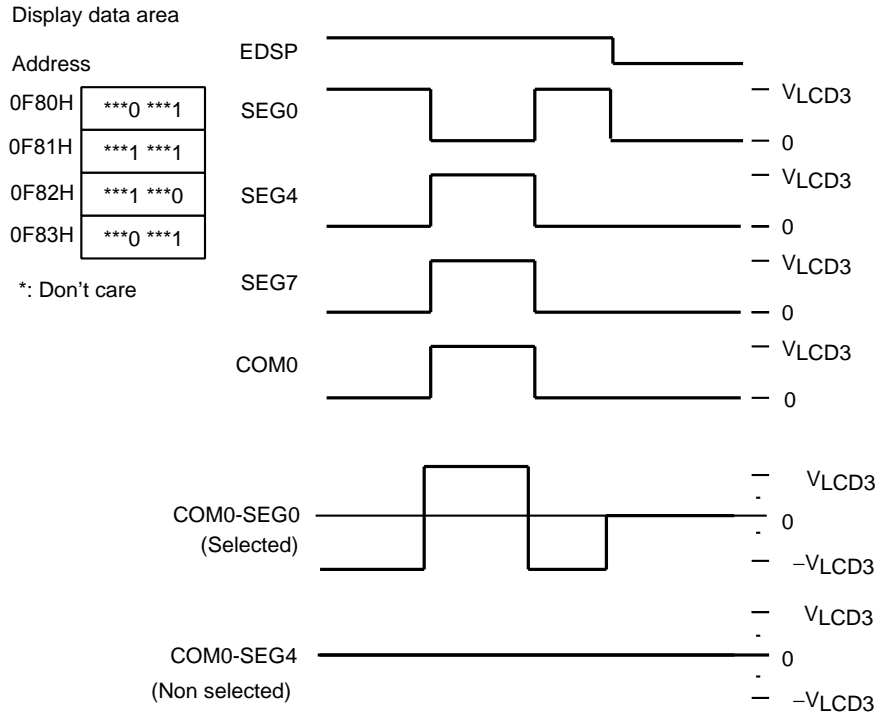 Display data area
Address
0F80H ***0 ***1
0F81H ***1 ***1
0F82H ***1 ***0
0F83H ***0 ***1
*: Don't care
EDSP
SEG0
VLCD3
0
SEG4
VLCD3
0
SEG7
VLCD3
0
COM0
VLCD3
0
COM0-SEG0
(Selected)
VLCD3
0
−VLCD3
COM0-SEG4
(Non selected)
VLCD3
0
−VLCD3